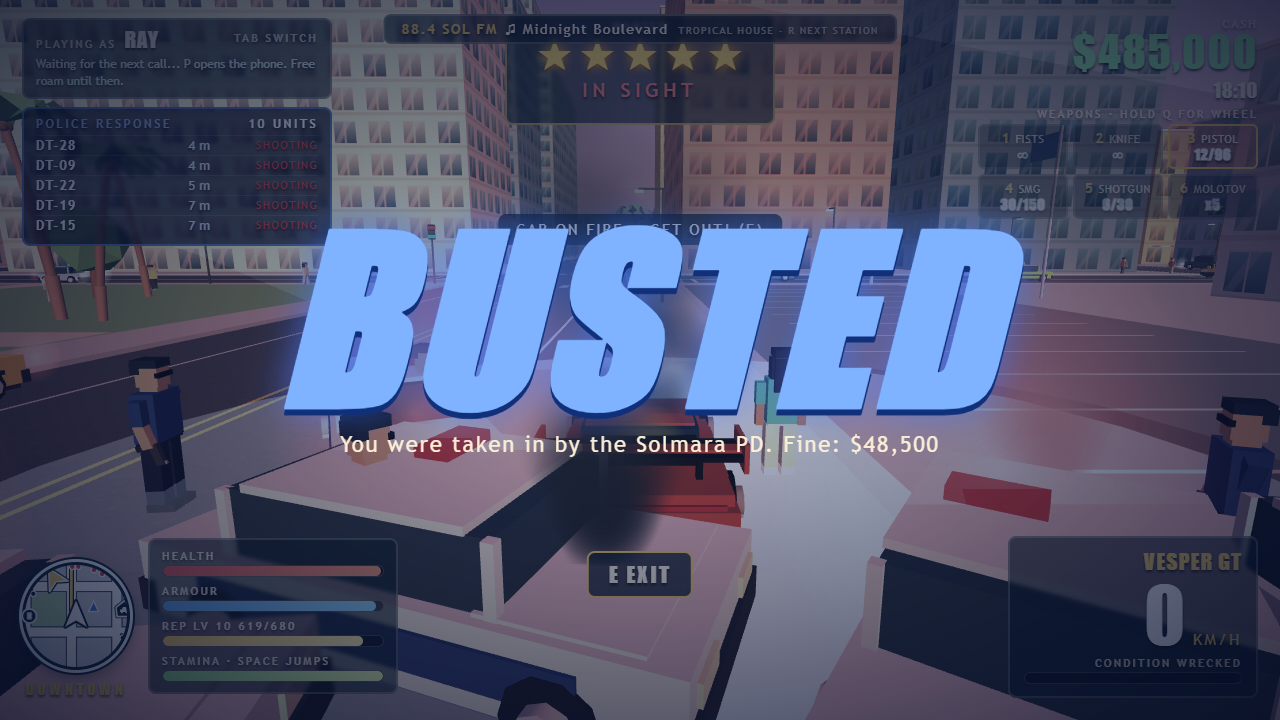 PLAYING AS RAY TAB SWITCH
Waiting for the next call... P opens the phone. Free
roam until then.
POLICE RESPONSE 10 UNITS
DT-28 4 m SHOOTING
DT-09 4 m SHOOTING
DT-22 5 m SHOOTING
DT-19 7 m SHOOTING
DT-15 7 m SHOOTING
88.4 SOL FM ♫ Midnight Boulevard TROPICAL HOUSE · R NEXT STATION
IN SIGHT
CASH
$485,000
18:10
WEAPONS · HOLD Q FOR WHEEL
1 FISTS
∞
2 KNIFE
∞
3 PISTOL
12/96
4 SMG
30/150
5 SHOTGUN
8/30
6 MOLOTOV
x5
CAR ON FIRE GET OUT! (E)
BUSTED
You were taken in by the Solmara PD. Fine: $48,500
E EXIT
DOWNTOWN
HEALTH
ARMOUR
REP LV 10 619/680
STAMINA · SPACE JUMPS
VESPER GT
0 KM/H
CONDITION WRECKED